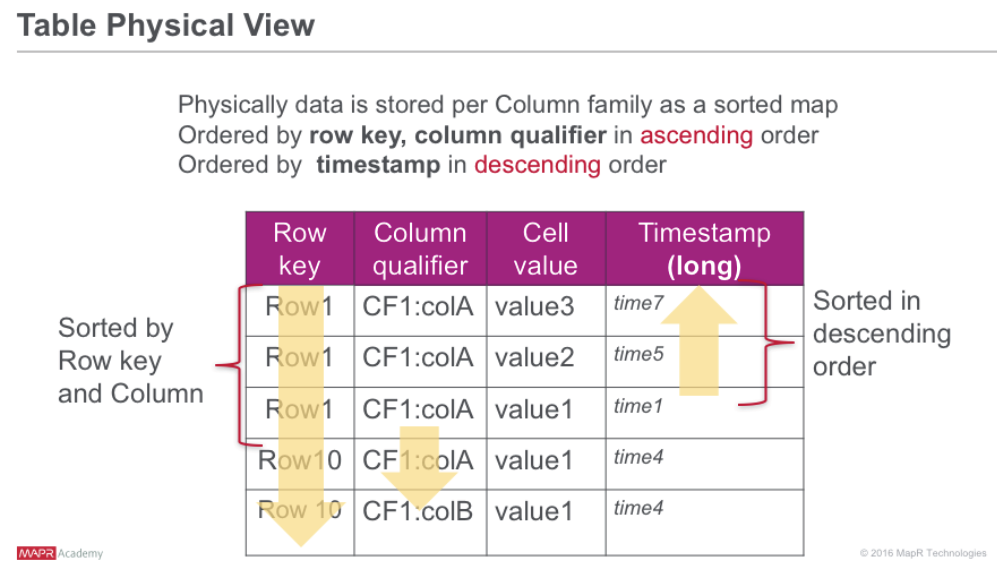 Table Physical View
Physically data is stored per Column family as a sorted map
Ordered by row key, column qualifier in ascending order
Ordered by timestamp in descending order
Row key
Column qualifier
Cell value
Timestamp (long)
Row1 CF1:colA value3 time7
Row1 CF1:colA value2 time5
Row1 CF1:colA value1 time1
Row10 CF1:colA value1 time4
Row 10 CF1:colB value1 time4
Sorted by
Row key
and Column
Sorted in
descending
order
MAPR Academy
© 2016 MapR Technologies